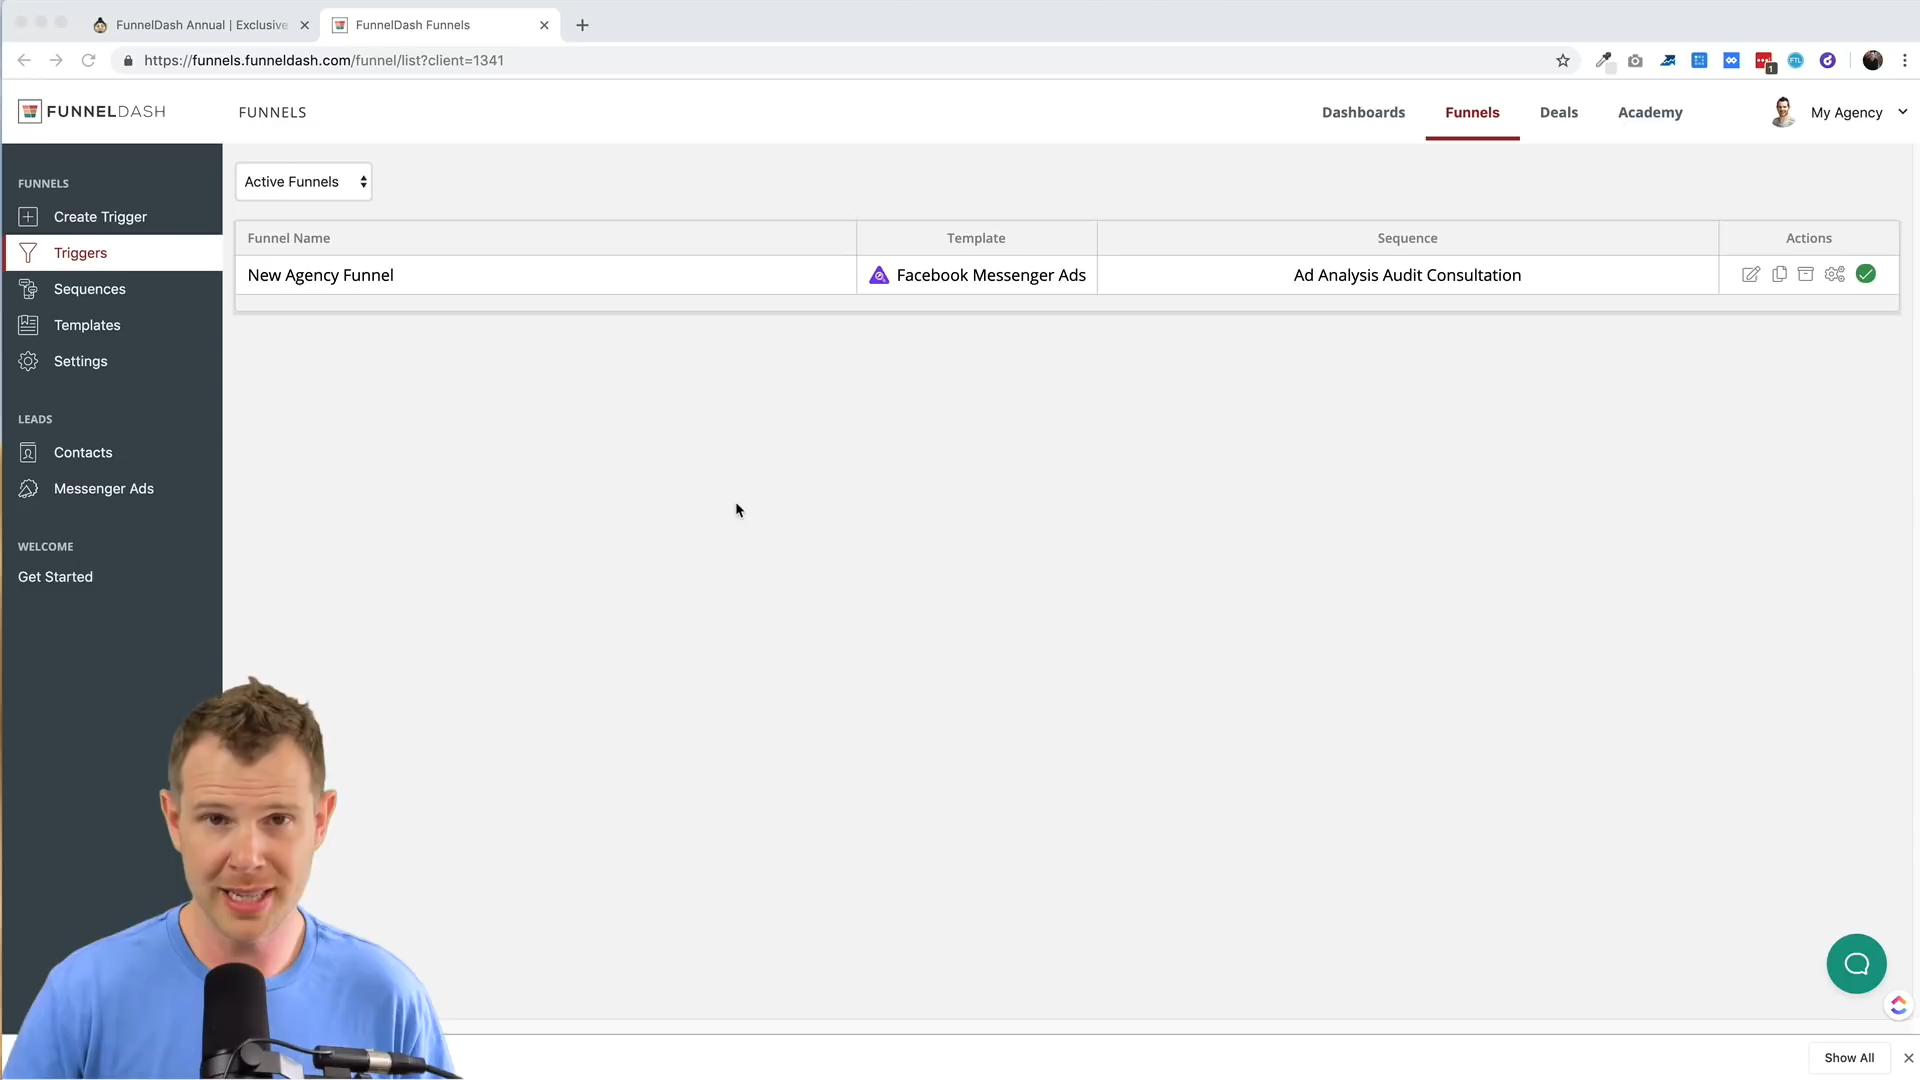 FunnelDash Annual | Exclusive
FunnelDash Funnels
https://funnels.funneldash.com/funnel/list?client=1341
1
FTL
FUNNELDASH
FUNNELS
Dashboards
Funnels
Deals
Academy
My Agency
FUNNELS
Create Trigger
Triggers
Sequences
Templates
Settings
LEADS
Contacts
Messenger Ads
WELCOME
Get Started
Active Funnels
Funnel Name
Template
Sequence
Actions
New Agency Funnel
Facebook Messenger Ads
Ad Analysis Audit Consultation
Show All